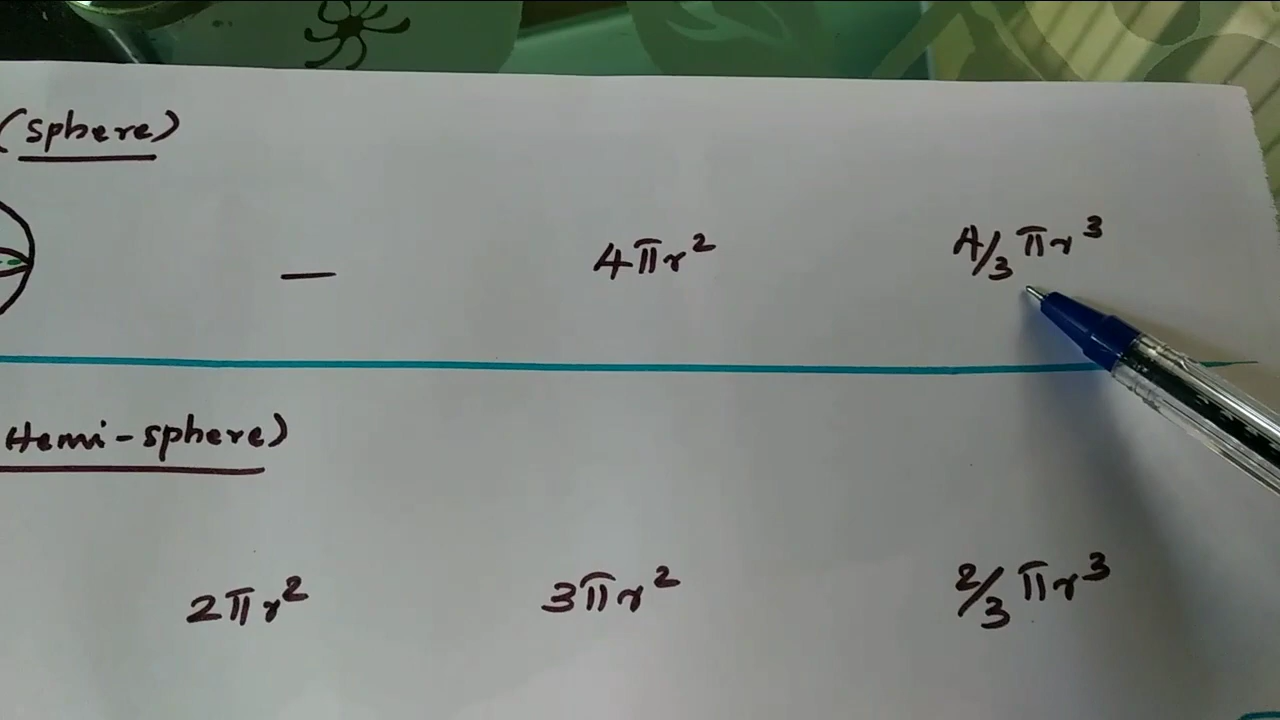 (sphere)
— 4πr² 4/3 πr³
Hemi-sphere)
2πr² 3πr² 2/3 πr³